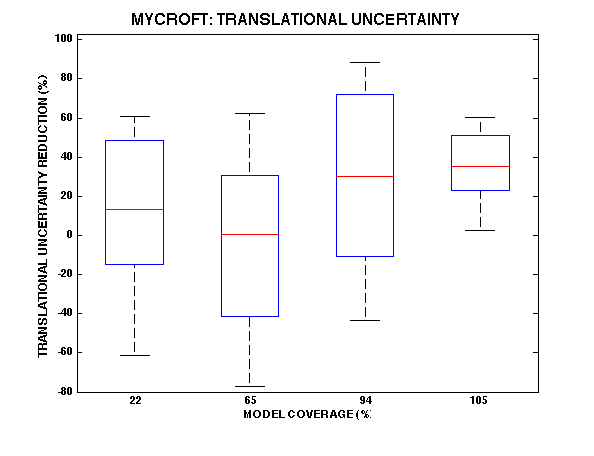 MYCROFT: TRANSLATIONAL UNCERTAINTY
TRANSLATIONAL UNCERTAINTY REDUCTION (%)
100
80
60
40
20
0
-20
-40
-60
-80
22 65 94 105
MODEL COVERAGE (%